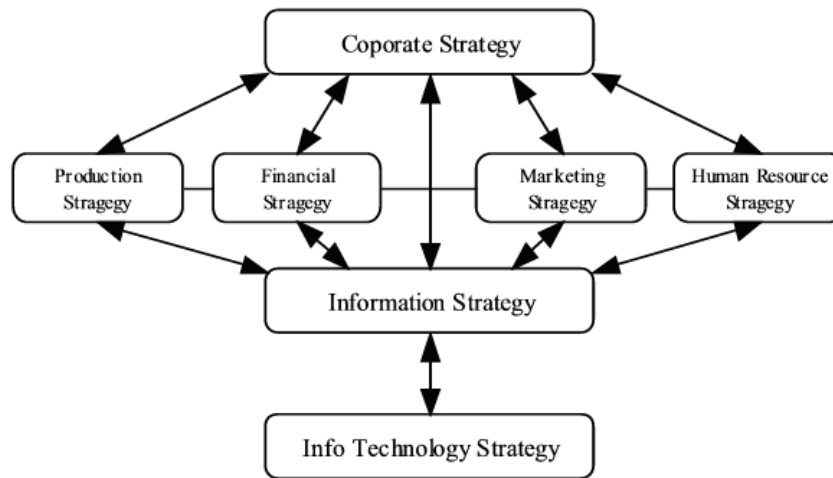 Coporate Strategy
Production
Stragegy
Financial
Stragegy
Marketing
Stragegy
Human Resource
Stragegy
Information Strategy
Info Technology Strategy